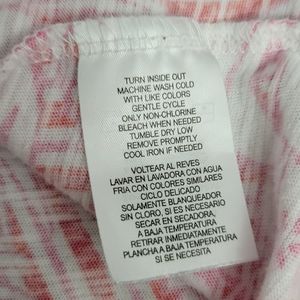 TURN INSIDE OUT
MACHINE WASH COLD
WITH LIKE COLORS
GENTLE CYCLE
ONLY NON-CHLORINE
BLEACH WHEN NEEDED
TUMBLE DRY LOW
REMOVE PROMPTLY
COOL IRON IF NEEDED
VOLTEAR AL REVES
LAVAR EN LAVADORA CON AGUA
FRIA CON COLORES SIMILARES
CICLO DELICADO
SOLAMENTE BLANQUEADOR
SIN CLORO, SI ES NECESARIO
SECAR EN SECADORA,
A BAJA TEMPERATURA
RETIRAR INMEDIATAMENTE
PLANCHA A BAJA TEMPERATURA
SI SE NECESITA